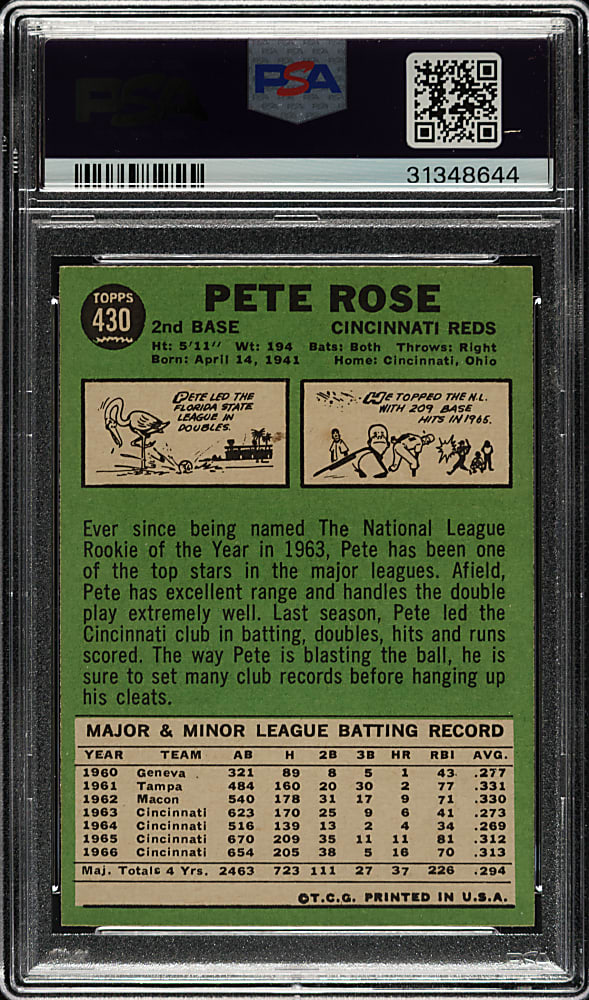 PSA
31348644
TOPPS
430
PETE ROSE
2nd BASE CINCINNATI REDS
Ht: 5'11" Wt: 194 Bats: Both Throws: Right
Born: April 14, 1941 Home: Cincinnati, Ohio
PETE LED THE
FLORIDA STATE
LEAGUE IN
DOUBLES.
HE TOPPED THE N.L.
WITH 209 BASE
HITS IN 1965.
Ever since being named The National League
Rookie of the Year in 1963, Pete has been one
of the top stars in the major leagues. Afield,
Pete has excellent range and handles the double
play extremely well. Last season, Pete led the
Cincinnati club in batting, doubles, hits and runs
scored. The way Pete is blasting the ball, he is
sure to set many club records before hanging up
his cleats.
MAJOR & MINOR LEAGUE BATTING RECORD
YEAR TEAM AB H 2B 3B HR RBI AVG.
1960 Geneva 321 89 8 5 1 43 .277
1961 Tampa 484 160 20 30 2 77 .331
1962 Macon 540 178 31 17 9 71 .330
1963 Cincinnati 623 170 25 9 6 41 .273
1964 Cincinnati 516 139 13 2 4 34 .269
1965 Cincinnati 670 209 35 11 11 81 .312
1966 Cincinnati 654 205 38 5 16 70 .313
Maj. Totals 4 Yrs. 2463 723 111 27 37 226 .294
©T.C.G. PRINTED IN U.S.A.